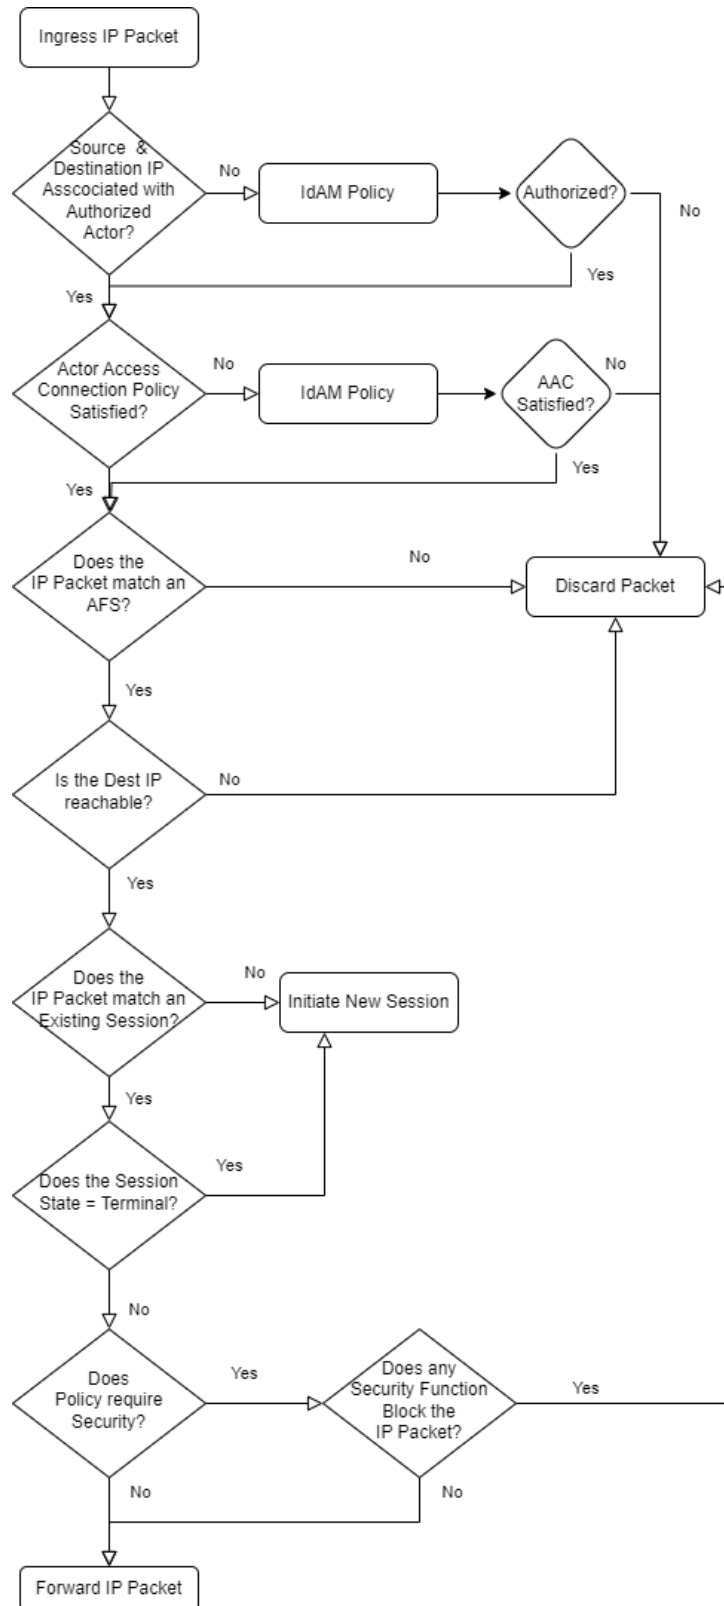 Ingress IP Packet
Source  &
Destination IP
Asscociated with
Authorized
Actor?
No
IdAM Policy
Authorized?
No
Yes
Yes
Actor Access
Connection Policy
Satisfied?
No
IdAM Policy
AAC
Satisfied?
No
Yes
Yes
Does the
IP Packet match an
AFS?
No
Discard Packet
Yes
Is the Dest IP
reachable?
No
Yes
Does the
IP Packet match an
Existing Session?
No
Initiate New Session
Yes
Does the Session
State = Terminal?
Yes
No
Does
Policy require
Security?
Yes
Does any
Security Function
Block the
IP Packet?
Yes
No
No
Forward IP Packet